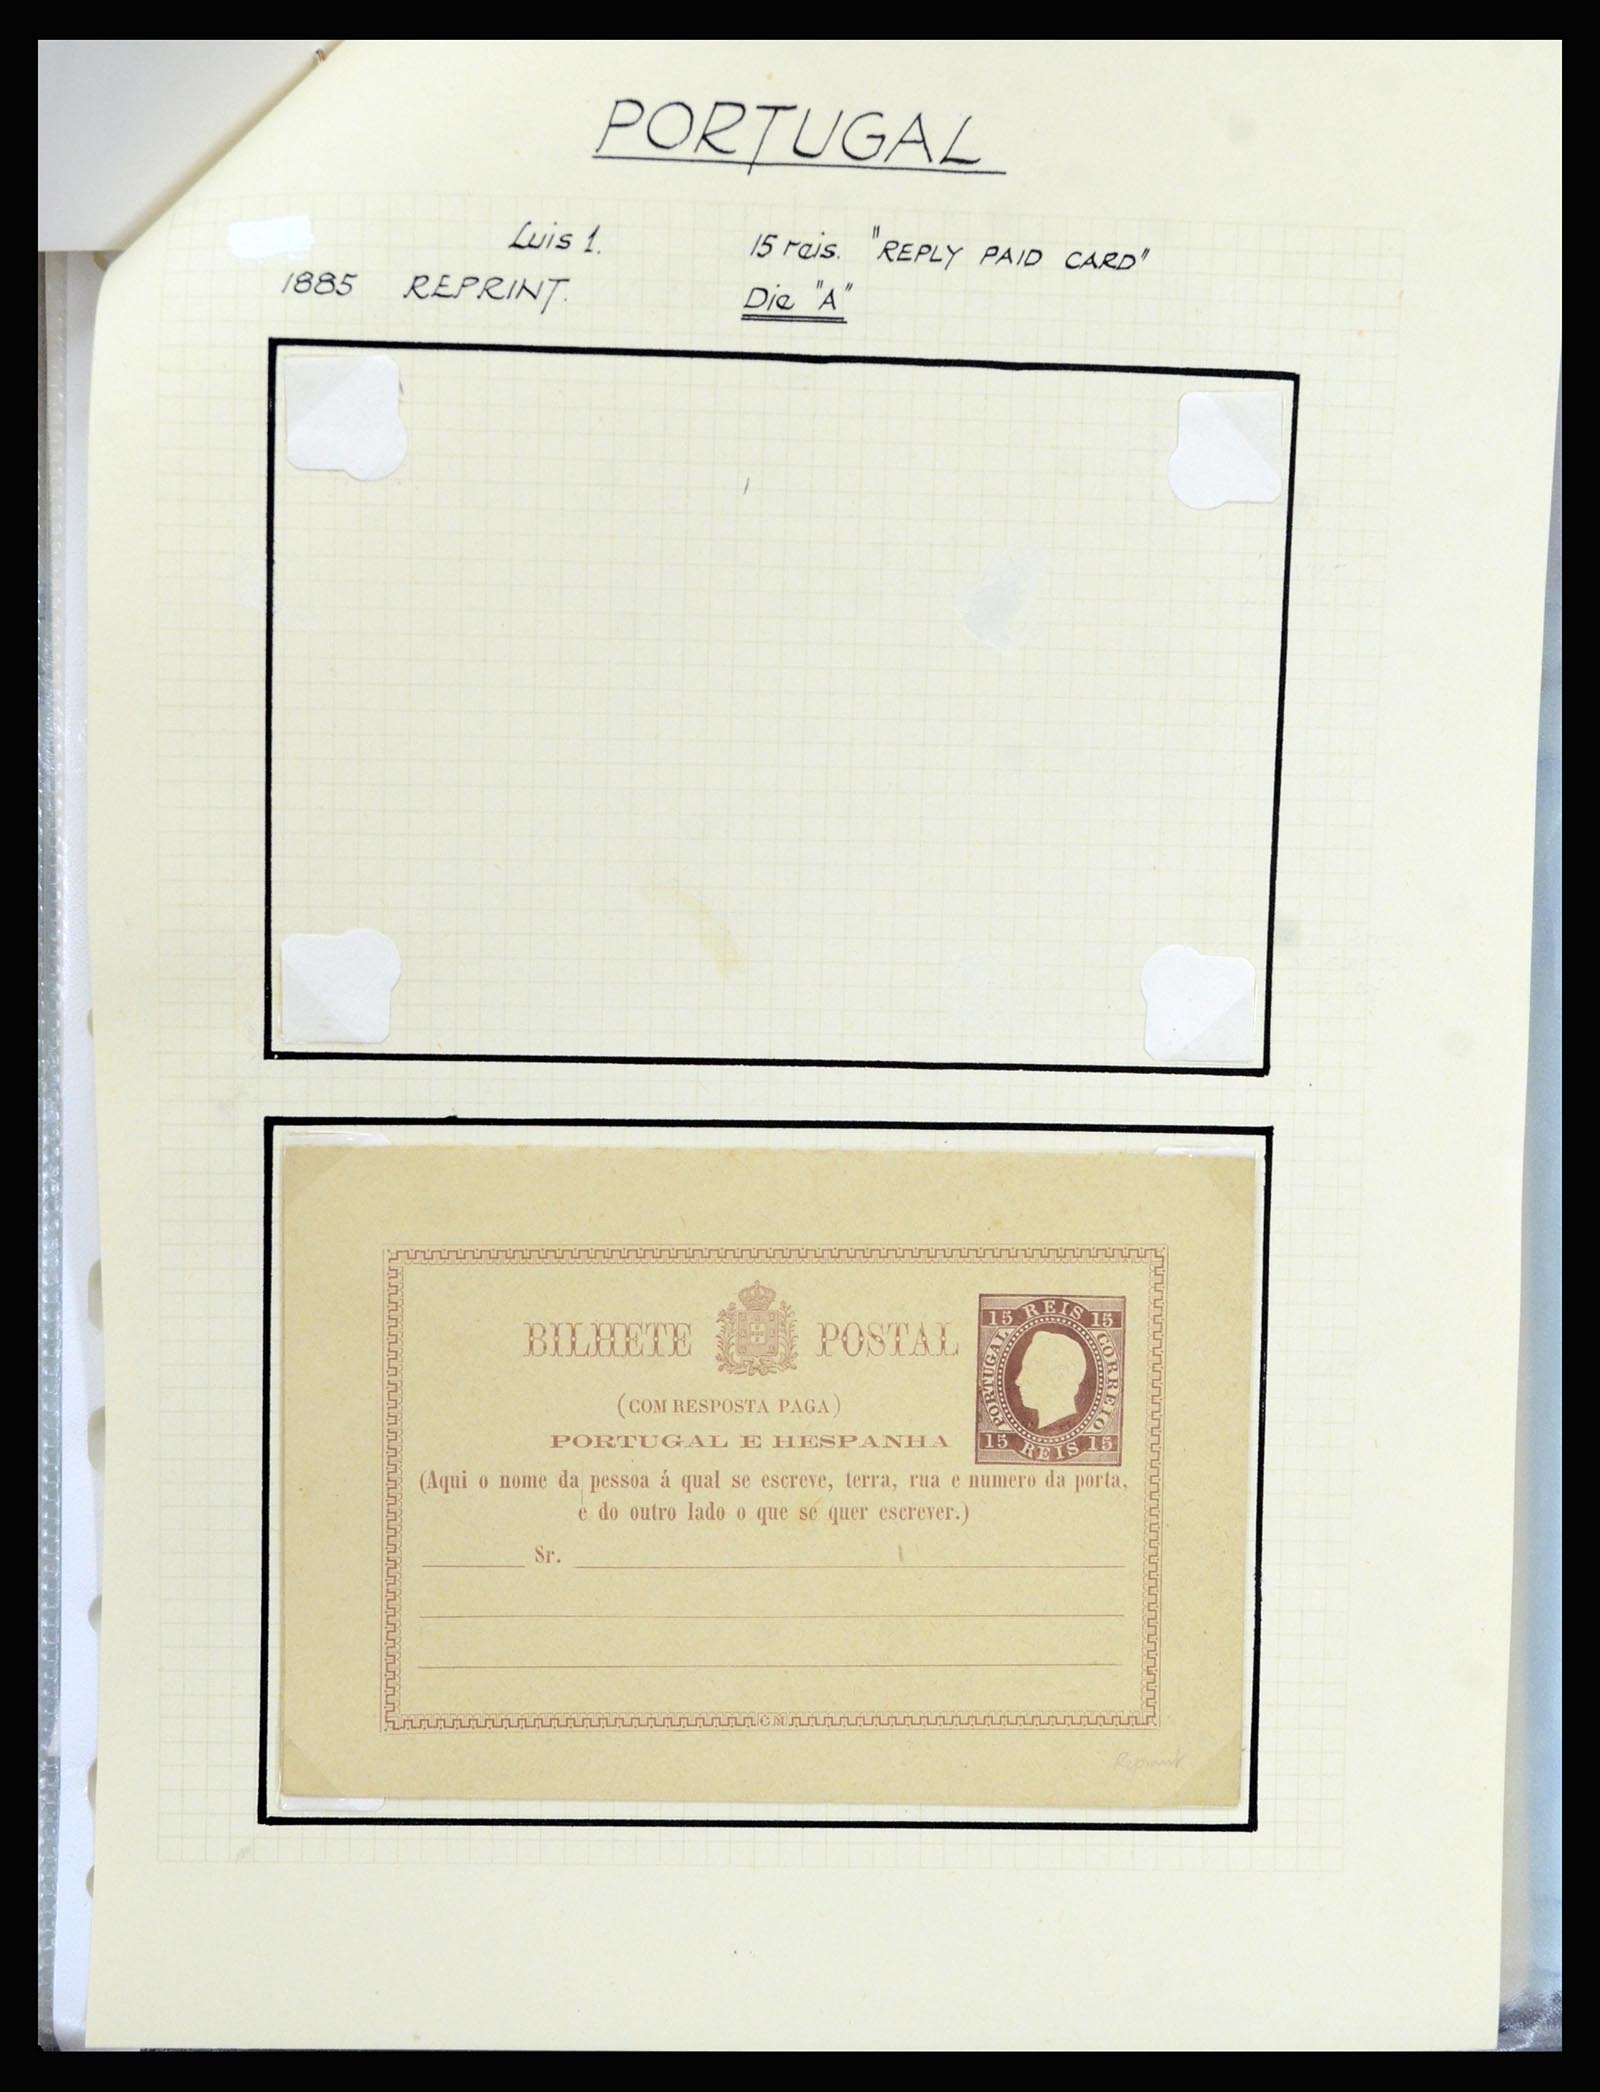 PORTUGAL
Luis 1. 15 reis. "REPLY PAID CARD"
1885 REPRINT. Die "A"
BILHETE POSTAL
15 REIS 15
PORTUGAL CORREIO
15 REIS 15
(COM RESPOSTA PAGA)
PORTUGAL E HESPANHA
(Aqui o nome da pessoa á qual se escreve, terra, rua e numero da porta,
e do outro lado o que se quer escrever.)
Sr.
C M
Reprint